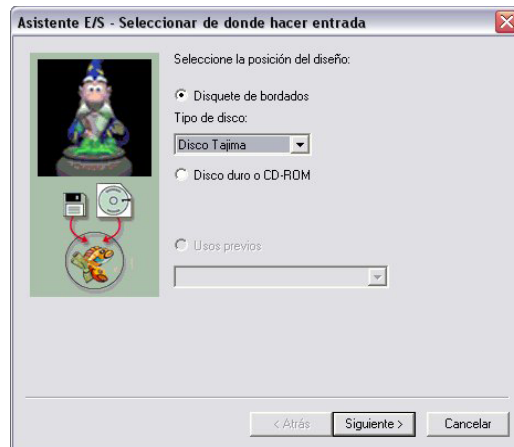 Asistente E/S - Seleccionar de donde hacer entrada
Seleccione la posición del diseño:
Disquete de bordados
Tipo de disco:
Disco Tajima
Disco duro o CD-ROM
Usos previos
< Atrás
Siguiente >
Cancelar